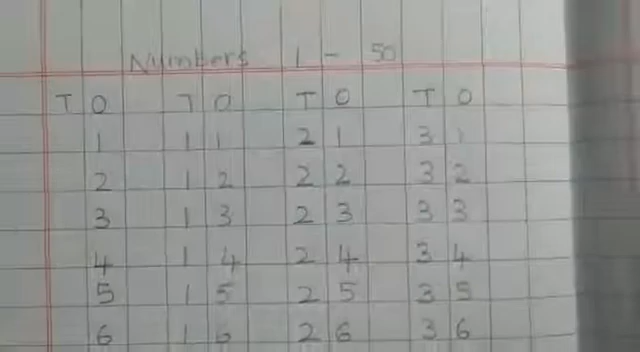 Numbers 1 - 50
T O T O T O T O
1 1 1 2 1 3 1
2 1 2 2 2 3 2
3 1 3 2 3 3 3
4 1 4 2 4 3 4
5 1 5 2 5 3 5
6 1 6 2 6 3 6